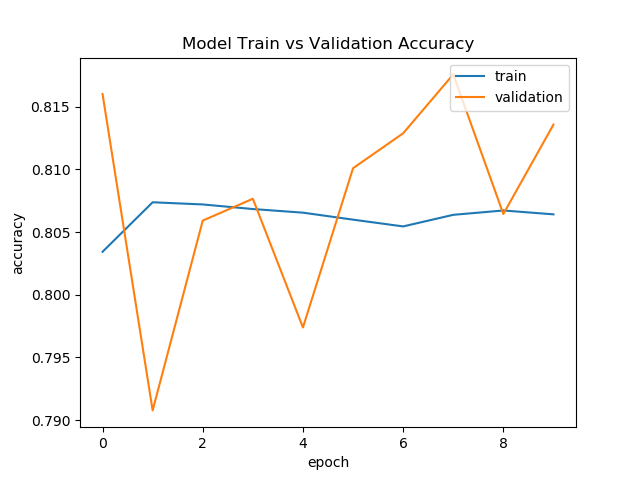 Model Train vs Validation Accuracy
train
validation
0.815
0.810
0.805
0.800
0.795
0.790
accuracy
0 2 4 6 8
epoch